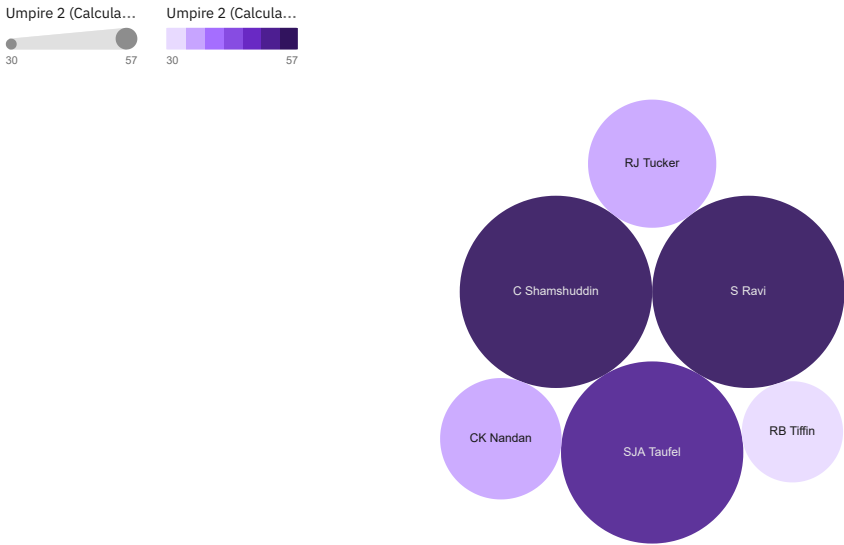 Umpire 2 (Calcula... Umpire 2 (Calcula...
30 57 30 57
RJ Tucker
C Shamshuddin S Ravi
CK Nandan SJA Taufel RB Tiffin